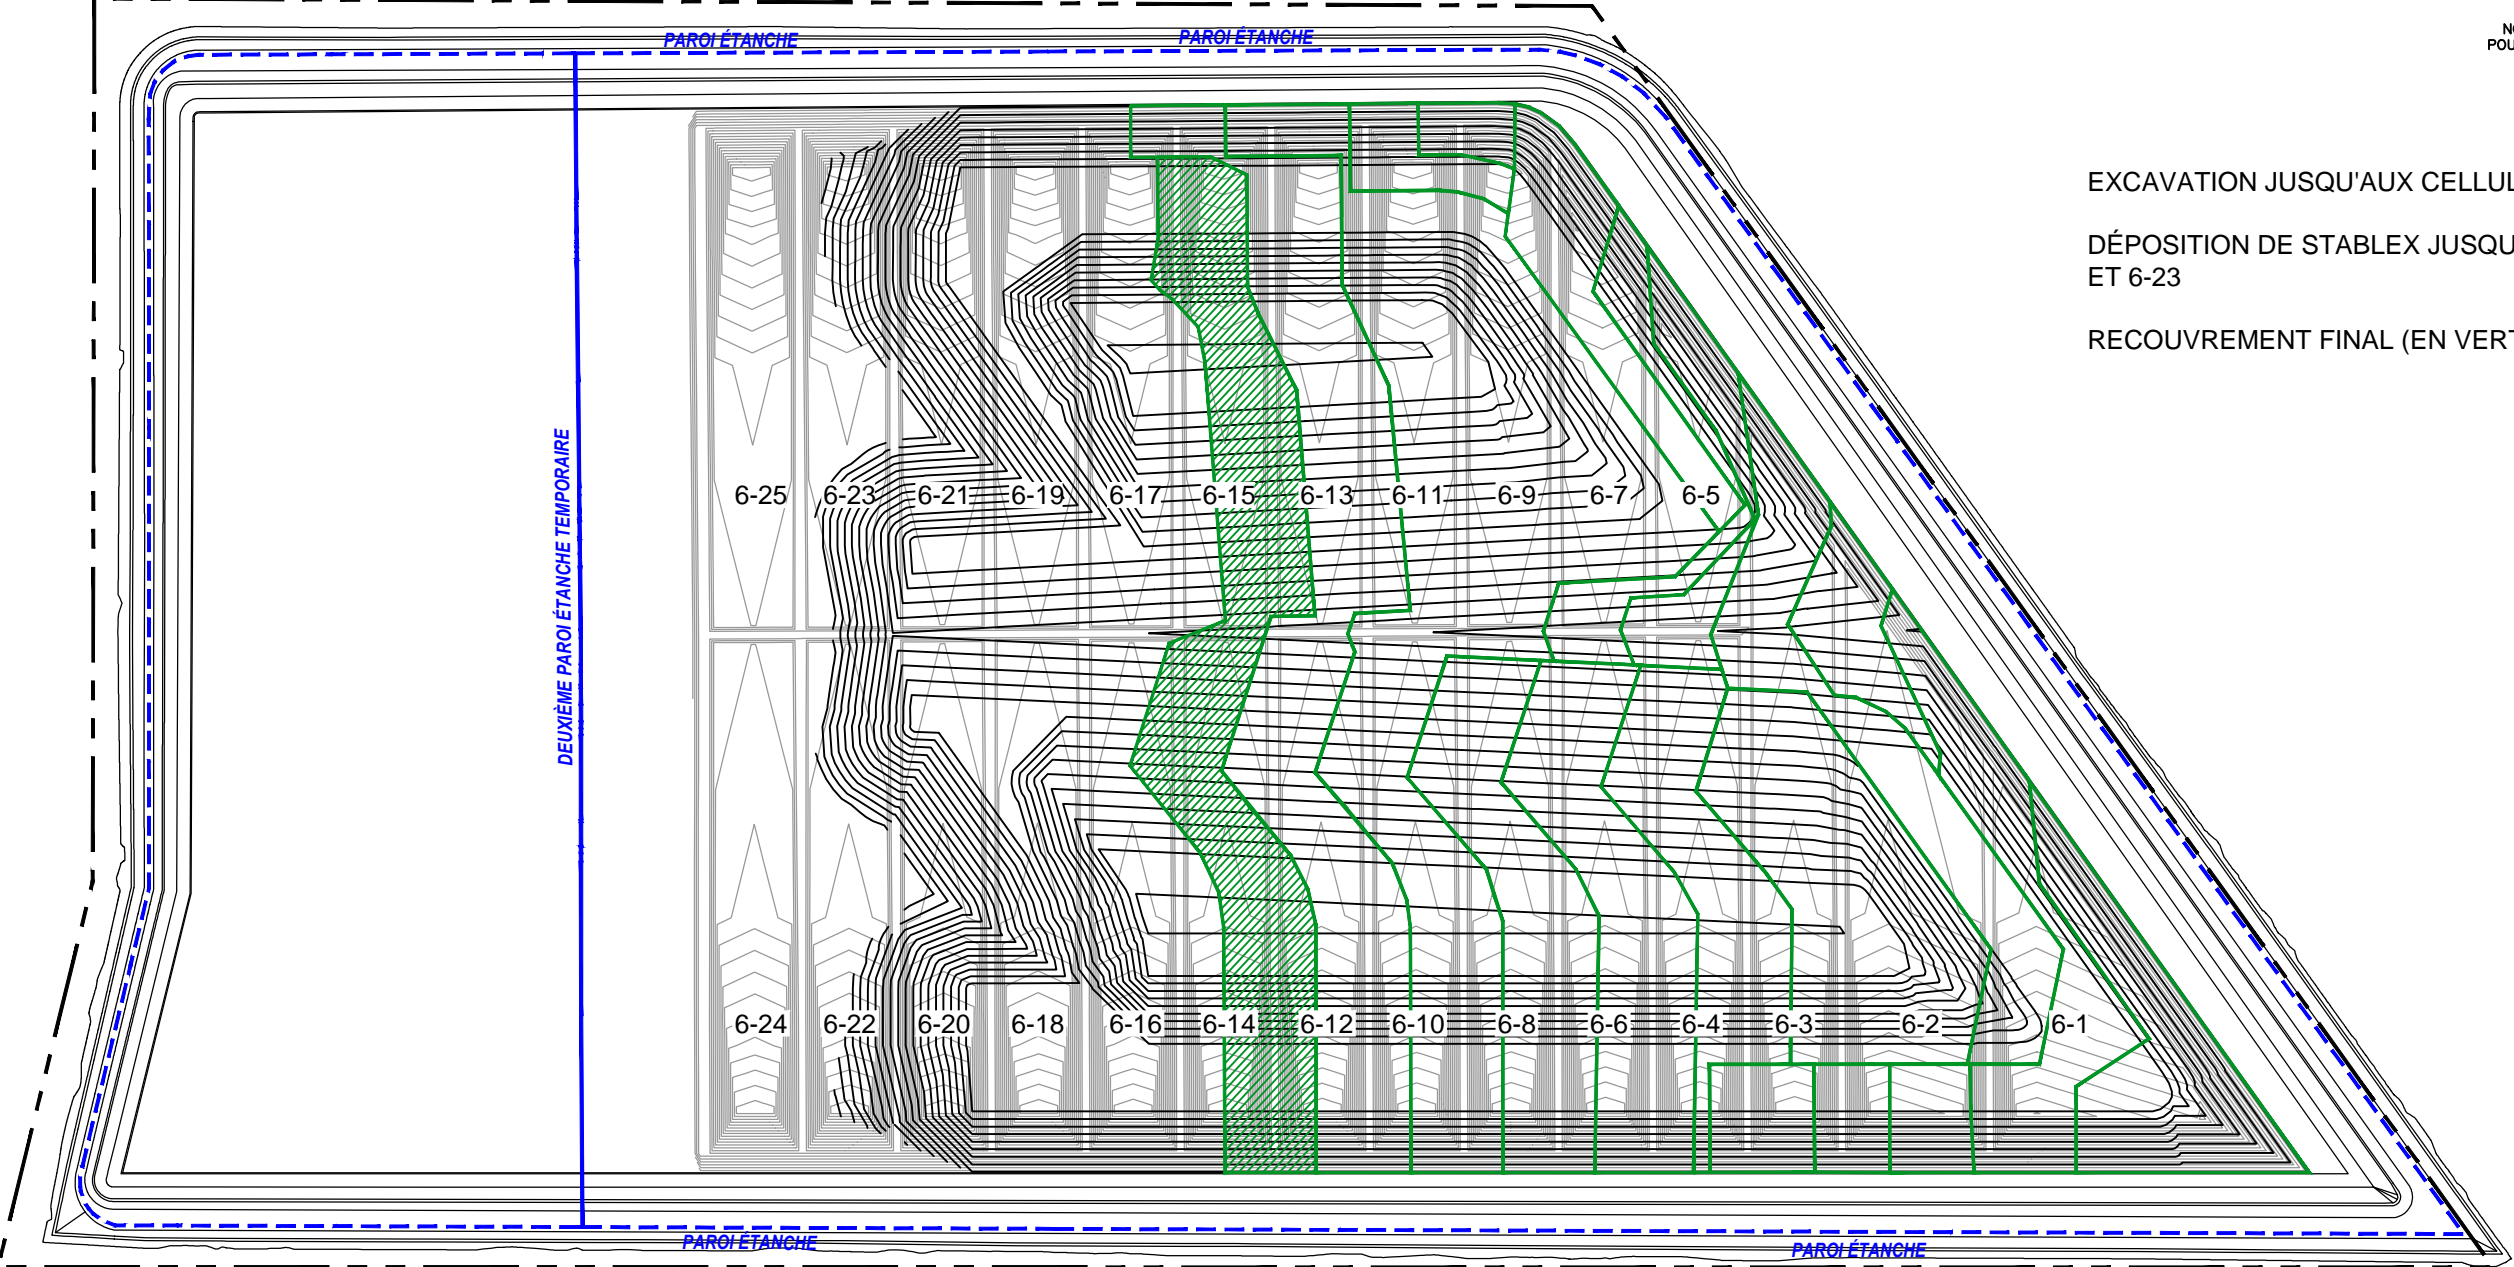 PAROI ÉTANCHE
PAROI ÉTANCHE
EXCAVATION JUSQU'AUX
DÉPOSITION DE STABLEX
ET 6-23
RECOUVREMENT FINAL (EN
DEUXIÈME PAROI ÉTANCHE TEMPORAIRE
6-25 6-23 6-21 6-19 6-17 6-15 6-13 6-11 6-9 6-7 6-5
6-24 6-22 6-20 6-18 6-16 6-14 6-12 6-10 6-8 6-6 6-4 6-3 6-2 6-1
PAROI ÉTANCHE
PAROI ÉTANCHE